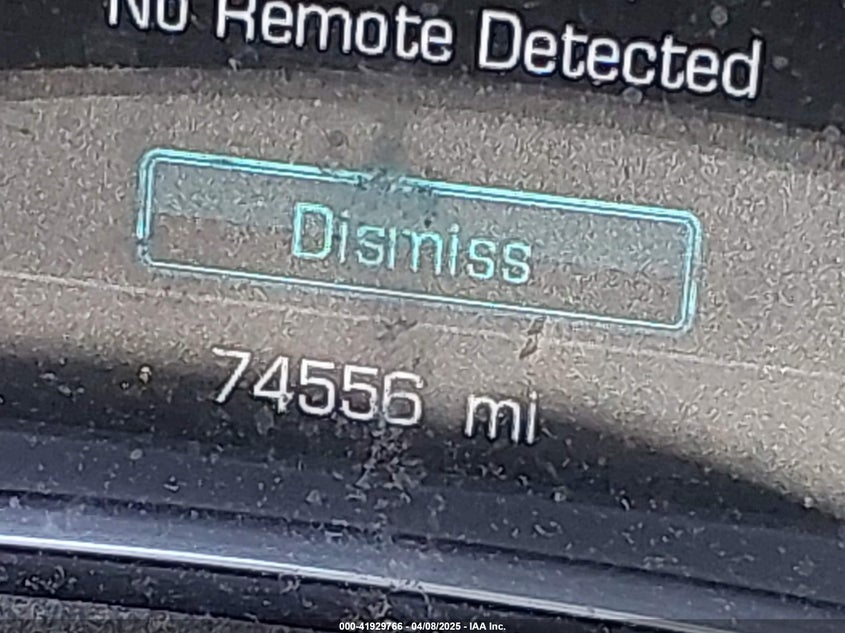 No Remote Detected
Dismiss
74556 mi
000-41929766 - 04/08/2025 - IAA Inc.